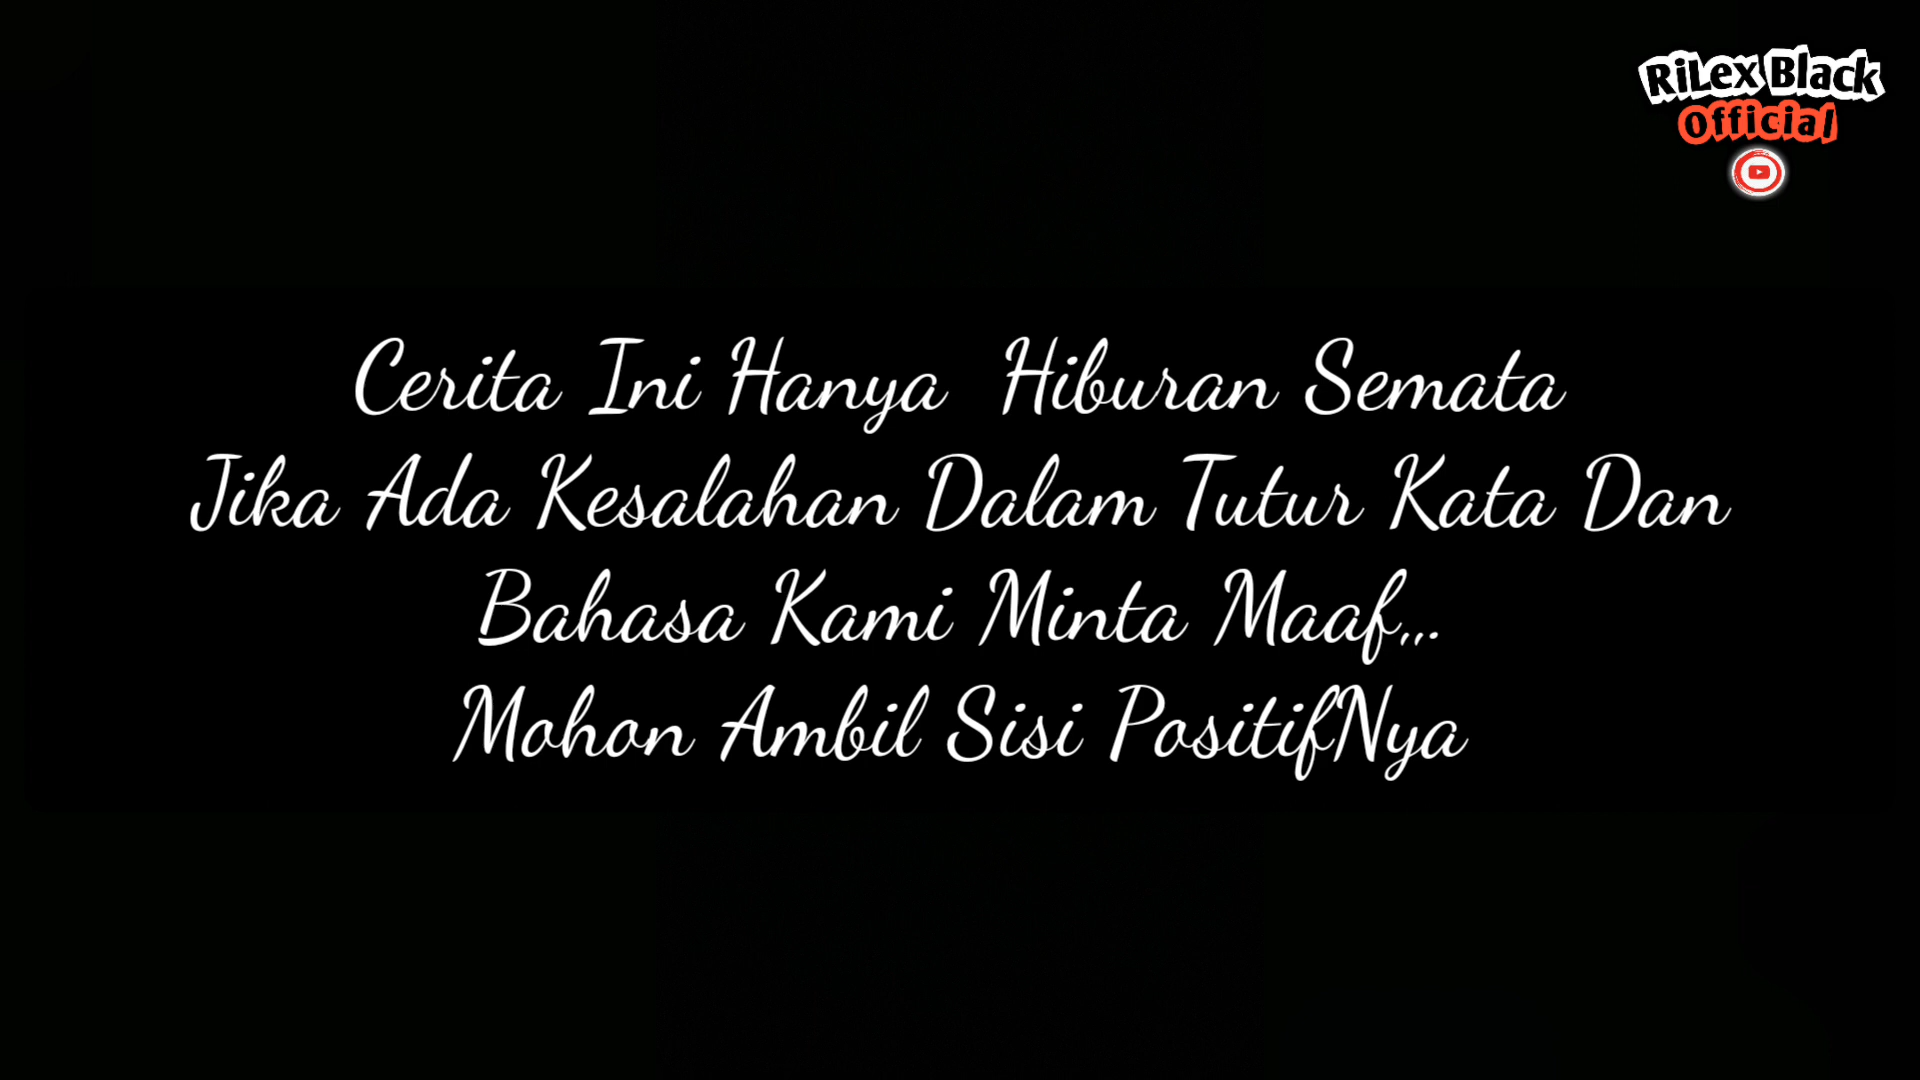 RiLex Black
Official
Cerita Ini Hanya  Hiburan Semata
Jika Ada Kesalahan Dalam Tutur Kata Dan
Bahasa Kami Minta Maaf,,.
Mohon Ambil Sisi PositifNya